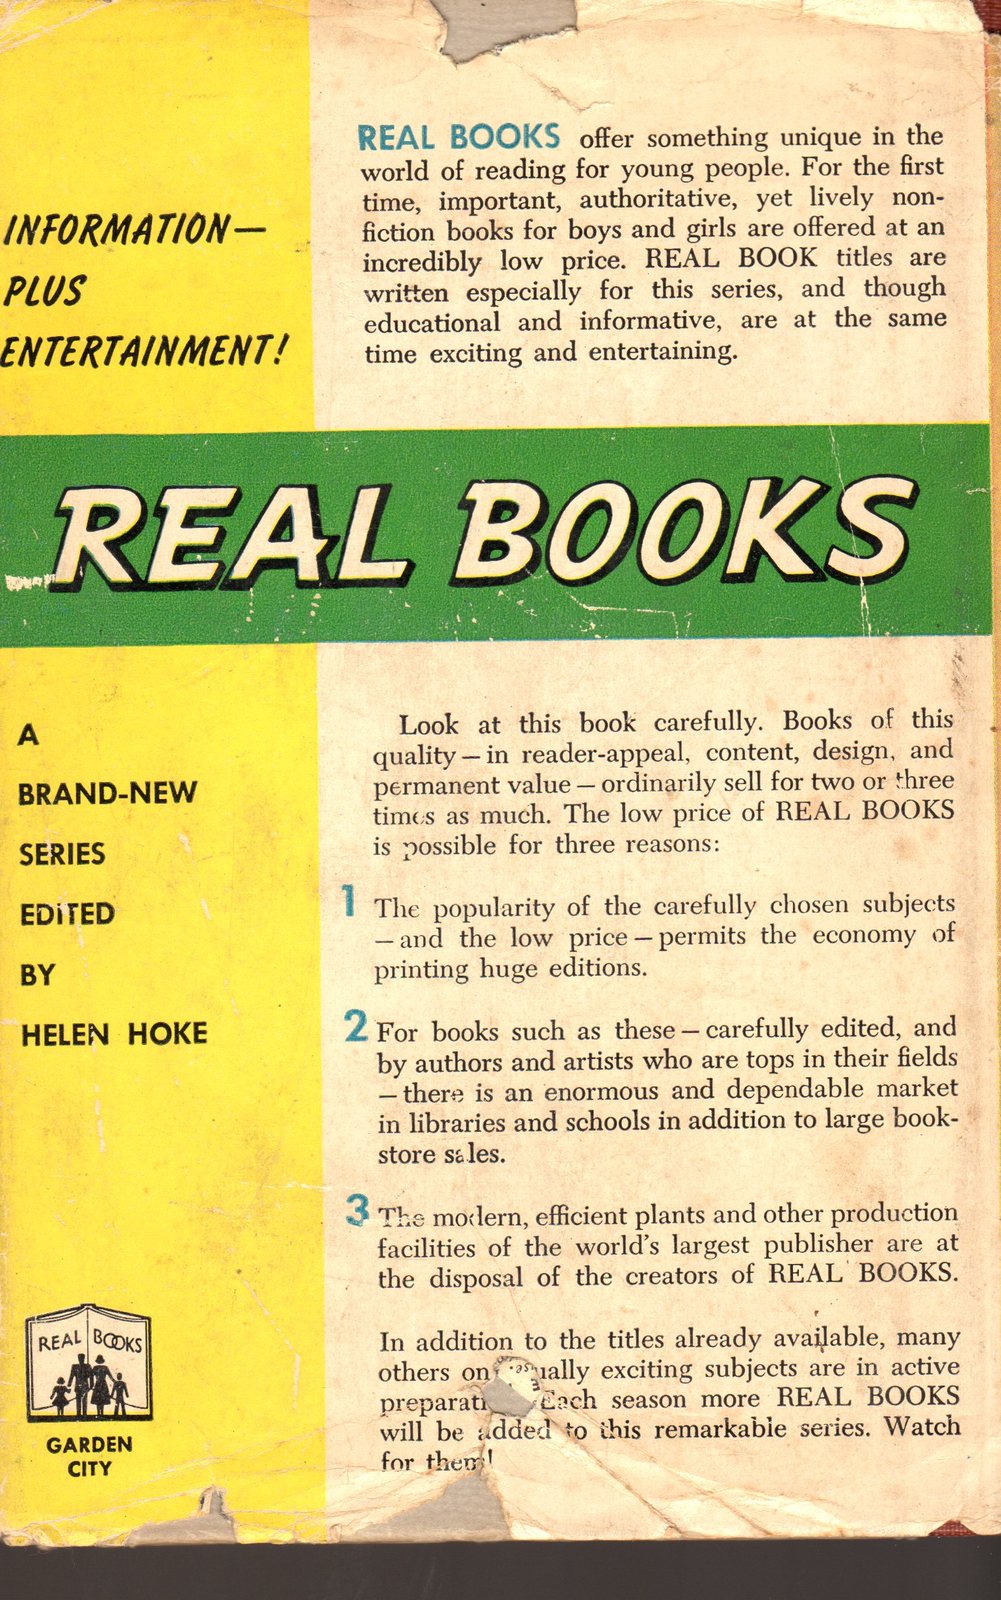 INFORMATION—
PLUS
ENTERTAINMENT!
REAL BOOKS offer something unique in the
world of reading for young people. For the first
time, important, authoritative, yet lively non-
fiction books for boys and girls are offered at an
incredibly low price. REAL BOOK titles are
written especially for this series, and though
educational and informative, are at the same
time exciting and entertaining.
REAL BOOKS
A
BRAND-NEW
SERIES
EDITED
BY
HELEN HOKE
Look at this book carefully. Books of this
quality — in reader-appeal, content, design, and
permanent value — ordinarily sell for two or three
times as much. The low price of REAL BOOKS
is possible for three reasons:
1 The popularity of the carefully chosen subjects
— and the low price — permits the economy of
printing huge editions.
2 For books such as these — carefully edited, and
by authors and artists who are tops in their fields
— there is an enormous and dependable market
in libraries and schools in addition to large book-
store sales.
3 The modern, efficient plants and other production
facilities of the world's largest publisher are at
the disposal of the creators of REAL BOOKS.
In addition to the titles already available, many
others on exciting subjects are in active
Each season more REAL BOOKS
will be added to this remarkable series. Watch
for them!
REAL BOOKS
GARDEN
CITY